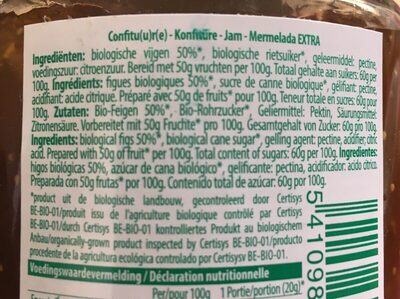 Confitu(u)r(e) - Konfitüre - Jam - Mermelada EXTRA
Ingrediënten: biologische vijgen 50%*, biologische rietsuiker*, geleermiddel: pectine,
voedingszuur: citroenzuur. Bereid met 50g vruchten per 100g. Totaal gehalte aan suikers: 60g per
100g. Ingrédients: figues biologiques 50%*, sucre de canne biologique*, gélifiant: pectine,
acidifiant: acide citrique. Préparé avec 50g de fruits* pour 100g. Teneur totale en sucres: 60g pour
100g. Zutaten: Bio-Feigen 50%*, Bio-Rohrzucker*, Geliermittel: Pektin, Säurungsmittel:
Zitronensäure. Vorbereitet mit 50g Fruchte* pro 100g. Gesamtgehalt von Zucker: 60g pro 100g.
Ingredients: biological figs 50%*, biological cane sugar*, gelling agent: pectine, acidifier: citric
acid. Prepared with 50g of fruit* per 100g. Total content of sugars: 60g per 100g. Ingredientes:
higos biológicas 50%, azúcar de cana biológico*, gelificante: pectina, acidificador: ácido cítrico.
Preparada con 50g frutas* por 100g. Contenido total de azúcar: 60g por 100g.
*product uit de biologische landbouw, gecontroleerd door Certisys
BE-BIO-01/produit issu de l'agriculture biologique contrôlé par Certisys
BE-BIO-01/durch Certisys BE-BIO-01 kontrolliertes Produkt au biologischem
Anbau/organically-grown product inspected by Certisys BE-BIO-01/producto
procedente de la agricultura ecológica controlado por Certisys BE-BIO-01.
541098
Voedingswaardevermelding / Déclaration nutritionelle
Per/pour 100g 1 Portie/portion (20g)*